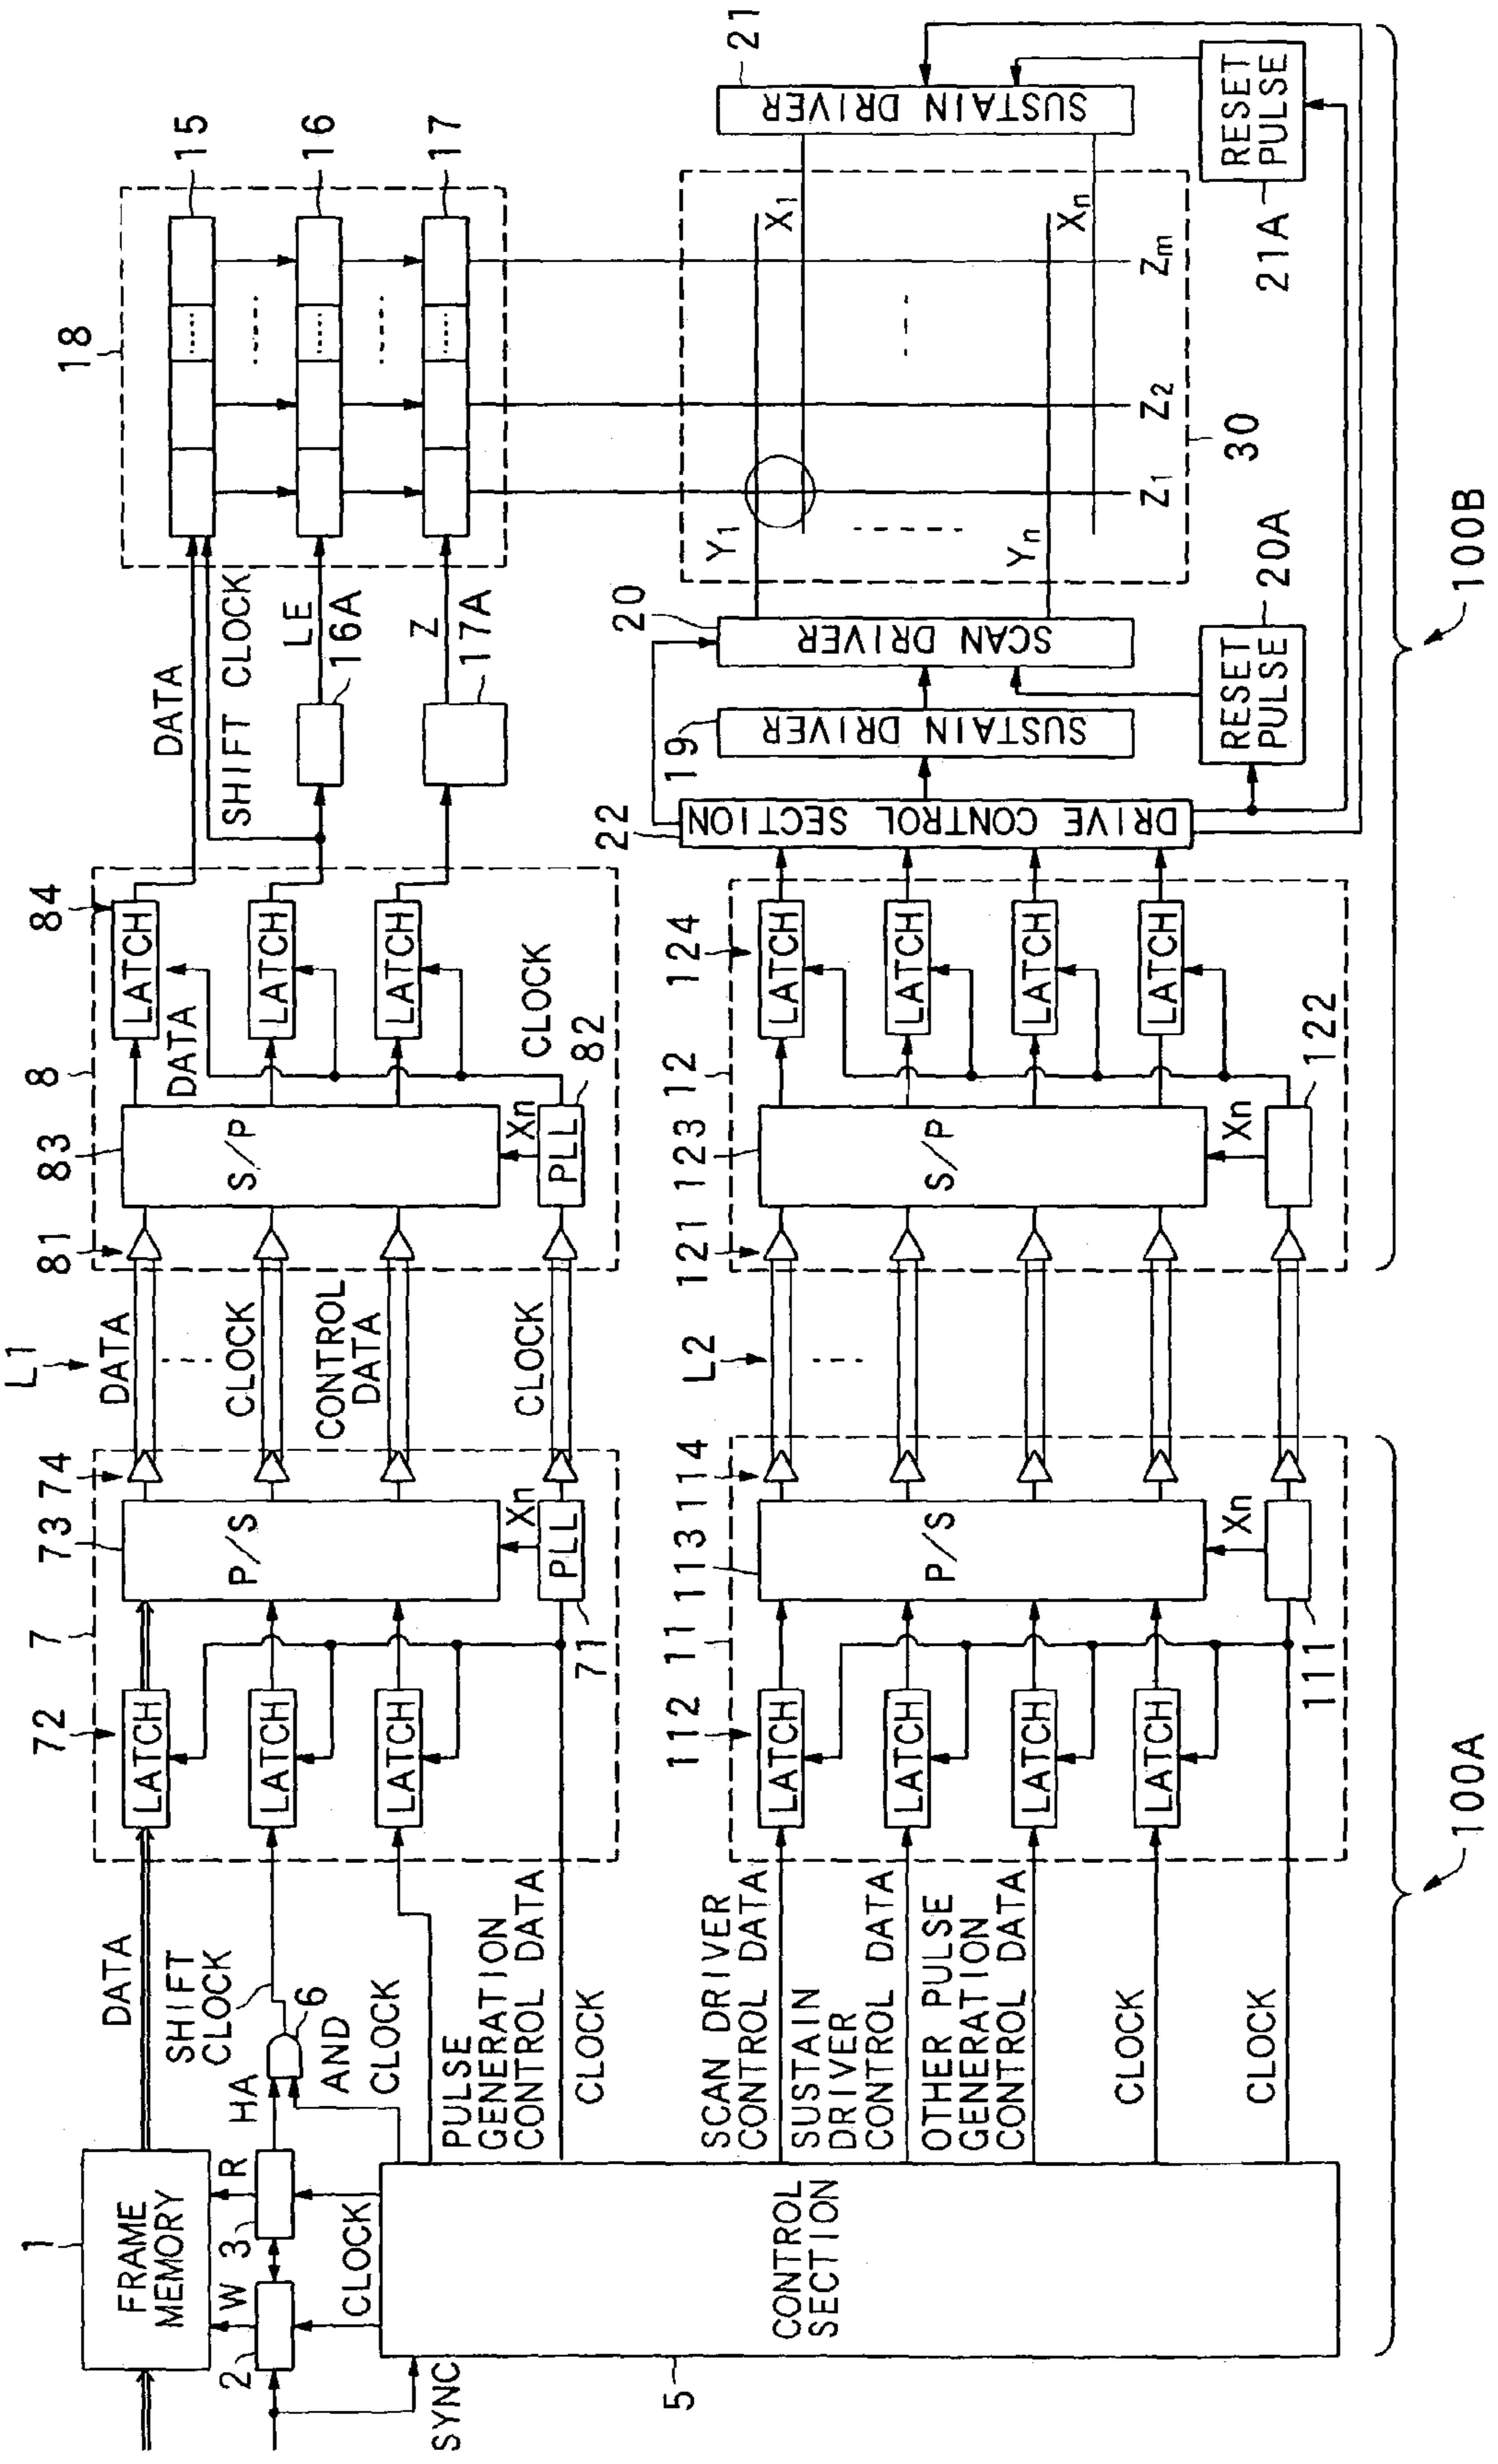 1
FRAME
MEMORY
W
R
2
3
HA
CLOCK
SYNC
5
CONTROL
SECTION
DATA
SHIFT
CLOCK
6
AND
CLOCK
PULSE
GENERATION
CONTROL DATA
CLOCK
SCAN DRIVER
CONTROL DATA
SUSTAIN
DRIVER
CONTROL DATA
OTHER PULSE
GENERATION
CONTROL DATA
CLOCK
CLOCK
100A
7
72
LATCH
LATCH
LATCH
73
P/S
Xn
PLL
71
74
11
112
LATCH
LATCH
LATCH
LATCH
113
P/S
Xn
111
114
L1
DATA
CLOCK
CONTROL
DATA
CLOCK
L2
8
81
83
S/P
Xn
PLL
82
DATA
CLOCK
84
LATCH
LATCH
LATCH
12
121
123
S/P
Xn
122
124
LATCH
LATCH
LATCH
LATCH
DATA
SHIFT CLOCK
LE
16A
Z
17A
18
15
16
17
22
DRIVE CONTROL SECTION
19
SUSTAIN DRIVER
20
SCAN DRIVER
RESET
PULSE
20A
Y1
Yn
X1
Xn
Z1
Z2
Zm
30
21
SUSTAIN DRIVER
RESET
PULSE
21A
100B